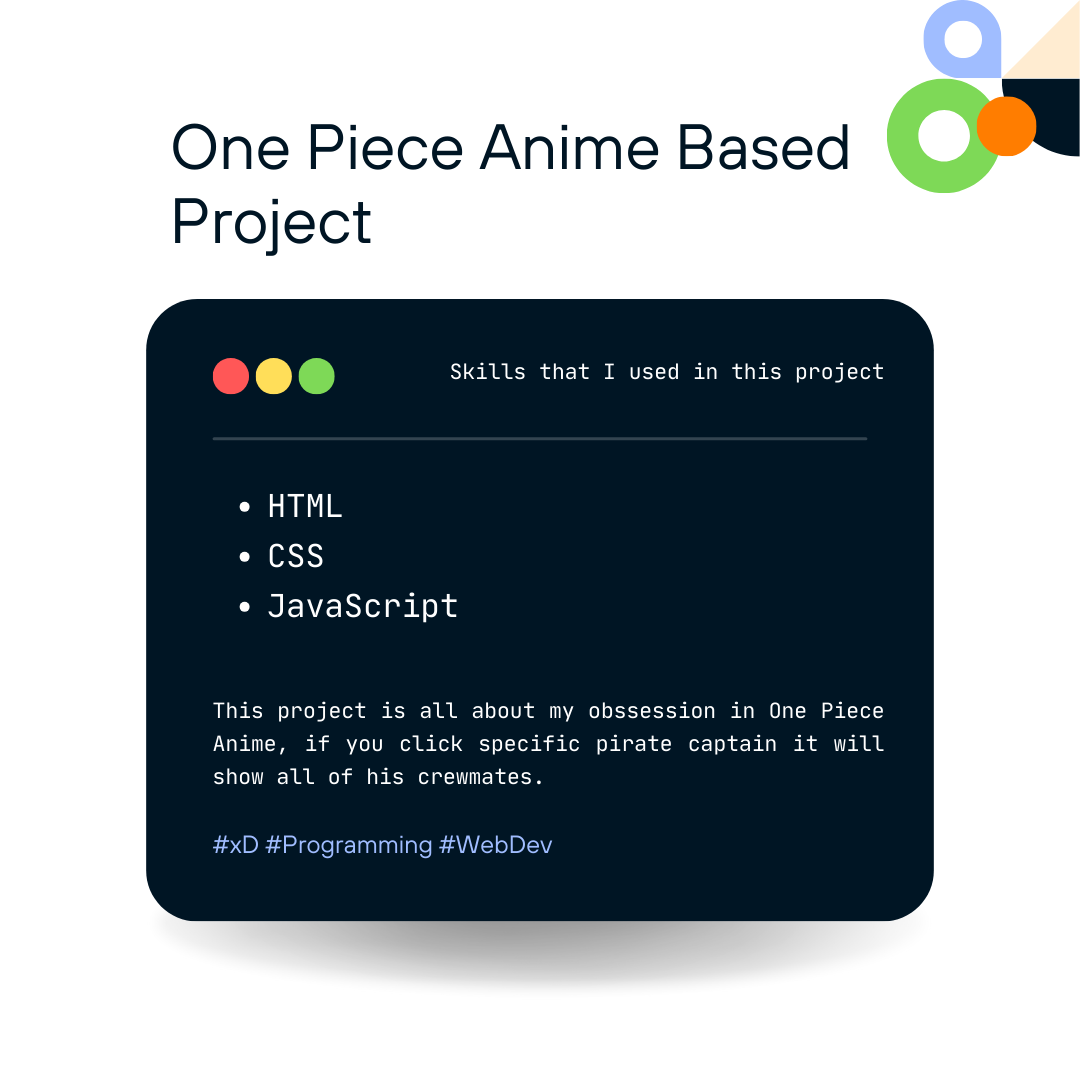 One Piece Anime Based
Project
Skills that I used in this project
• HTML
• CSS
• JavaScript
This project is all about my obssession in One Piece
Anime, if you click specific pirate captain it will
show all of his crewmates.
#xD #Programming #WebDev